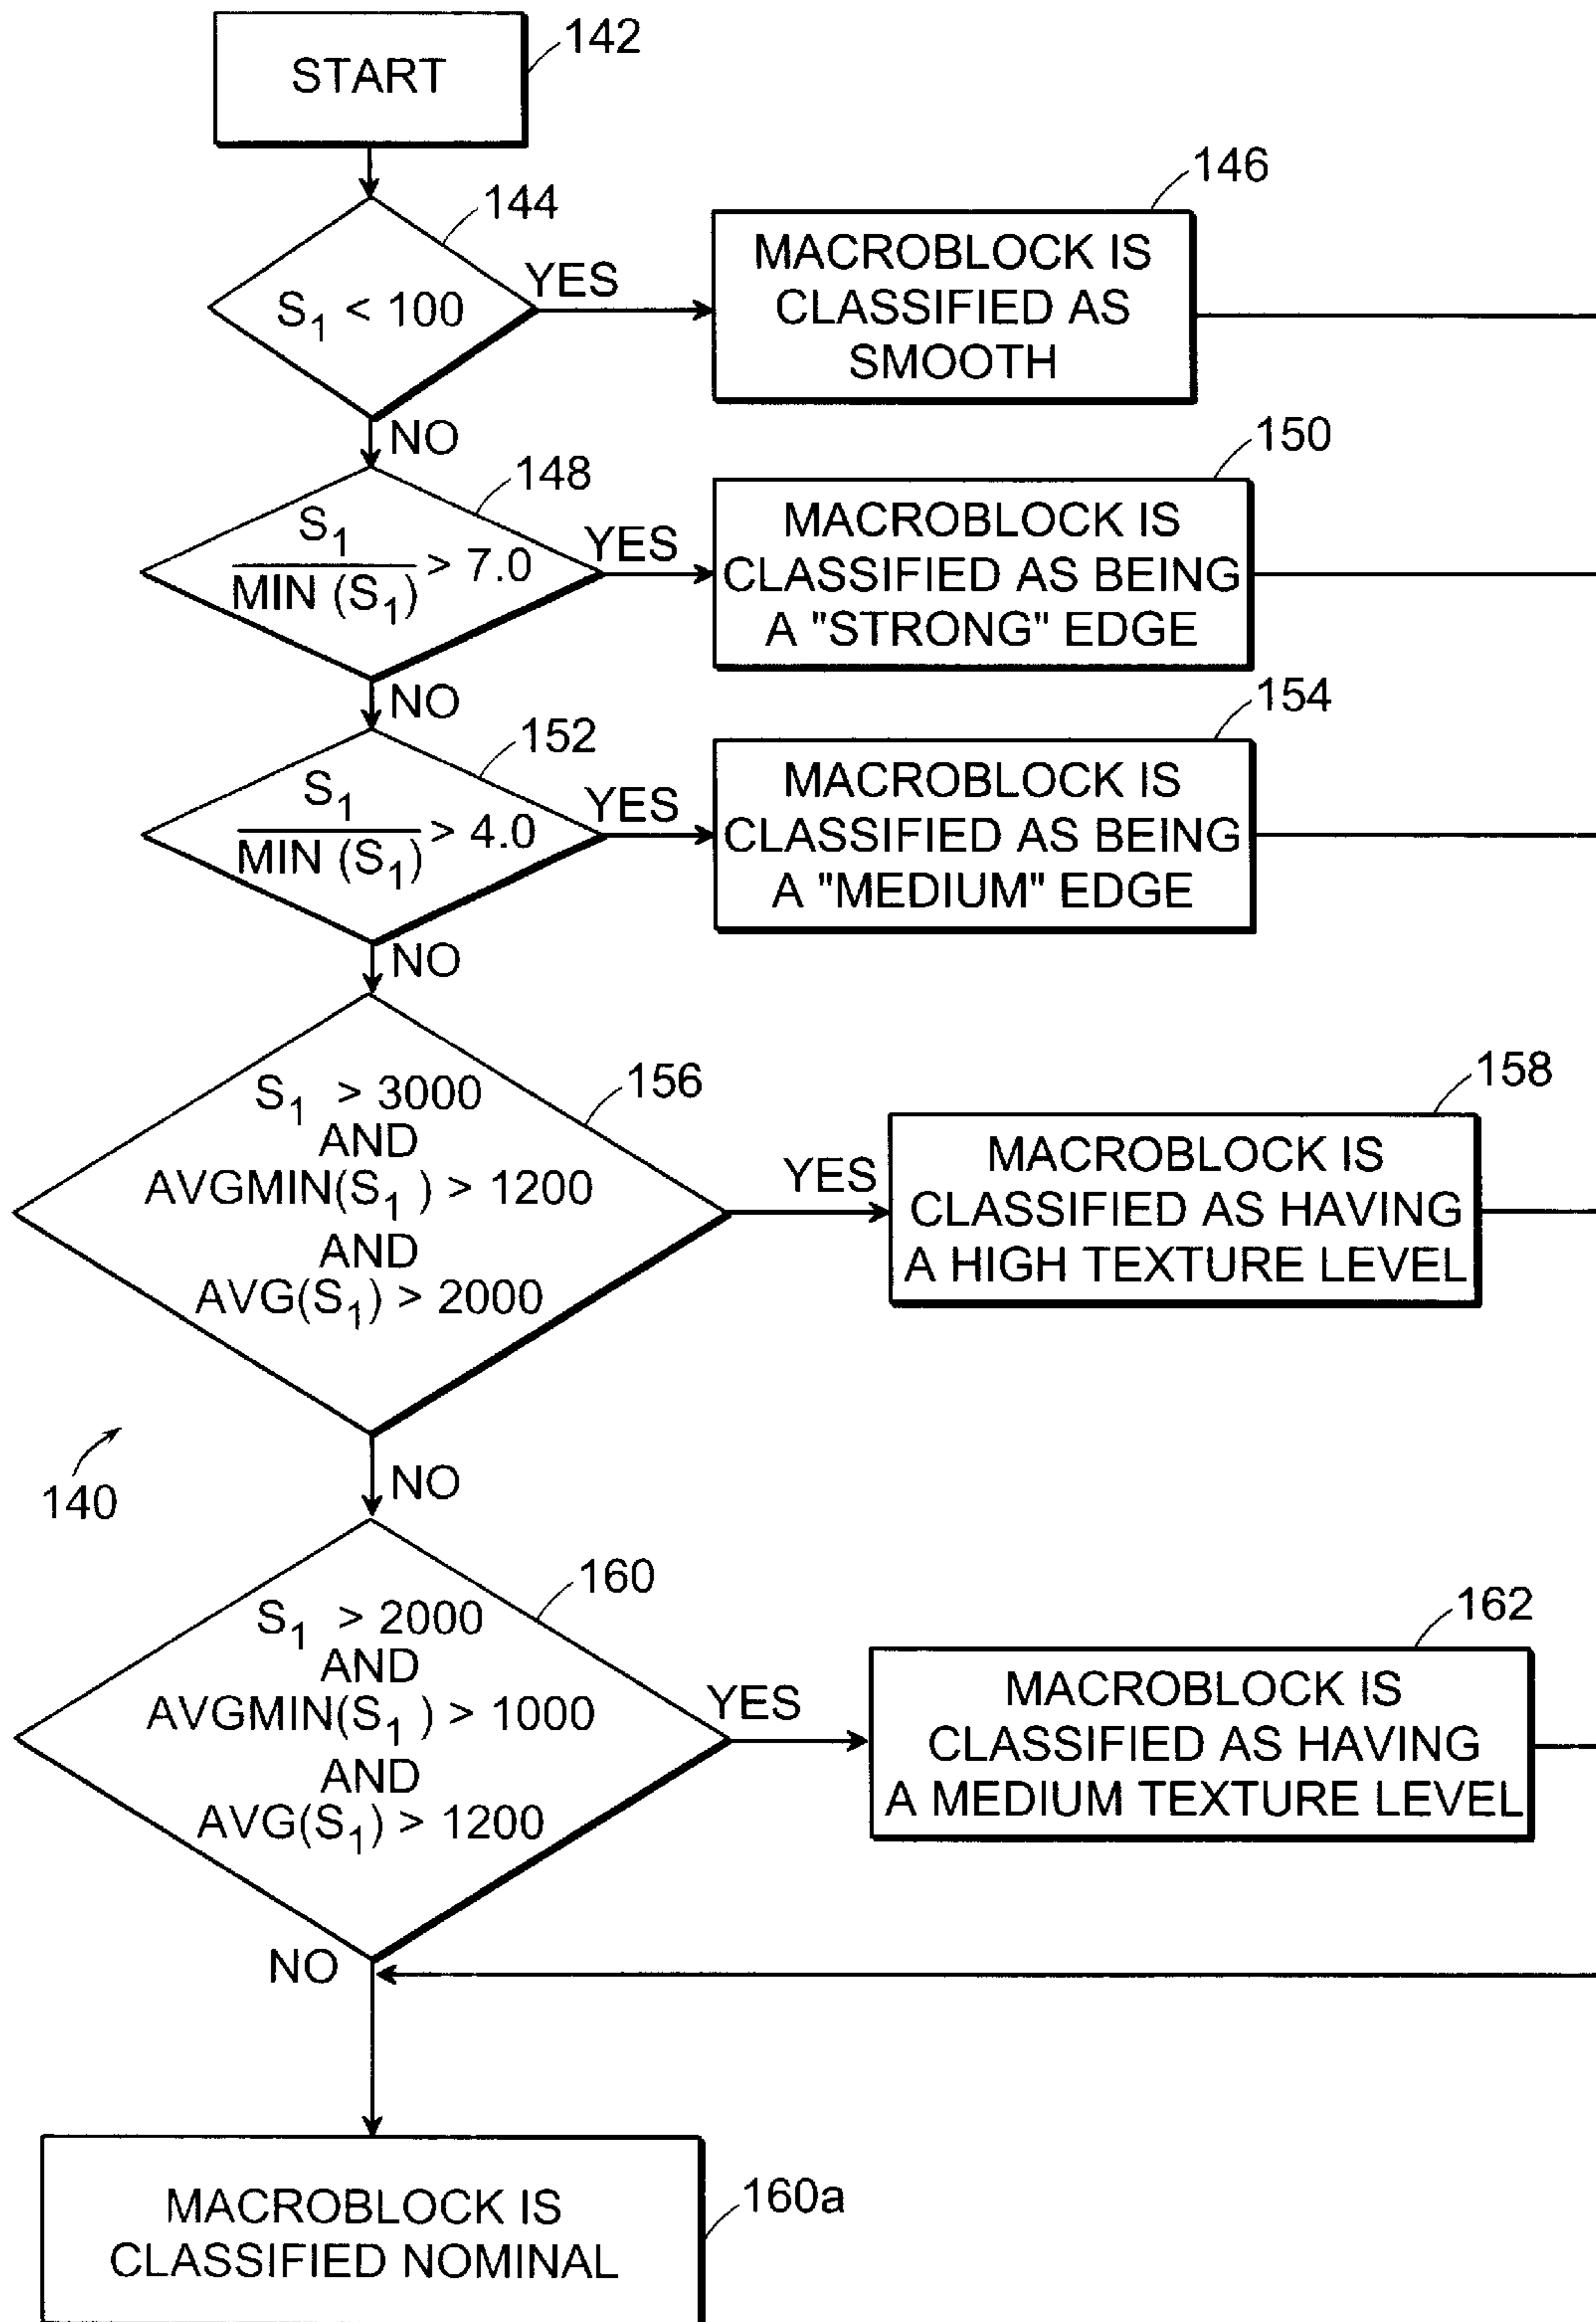 START
142
144
S1 < 100
YES
146
MACROBLOCK IS
CLASSIFIED AS
SMOOTH
NO
148
S1
MIN (S1)
> 7.0
YES
150
MACROBLOCK IS
CLASSIFIED AS BEING
A "STRONG" EDGE
NO
152
S1
MIN (S1)
> 4.0
YES
154
MACROBLOCK IS
CLASSIFIED AS BEING
A "MEDIUM" EDGE
NO
156
S1 > 3000
AND
AVGMIN(S1 ) > 1200
AND
AVG(S1) > 2000
YES
158
MACROBLOCK IS
CLASSIFIED AS HAVING
A HIGH TEXTURE LEVEL
140
NO
160
S1 > 2000
AND
AVGMIN(S1 ) > 1000
AND
AVG(S1) > 1200
YES
162
MACROBLOCK IS
CLASSIFIED AS HAVING
A MEDIUM TEXTURE LEVEL
NO
160a
MACROBLOCK IS
CLASSIFIED NOMINAL